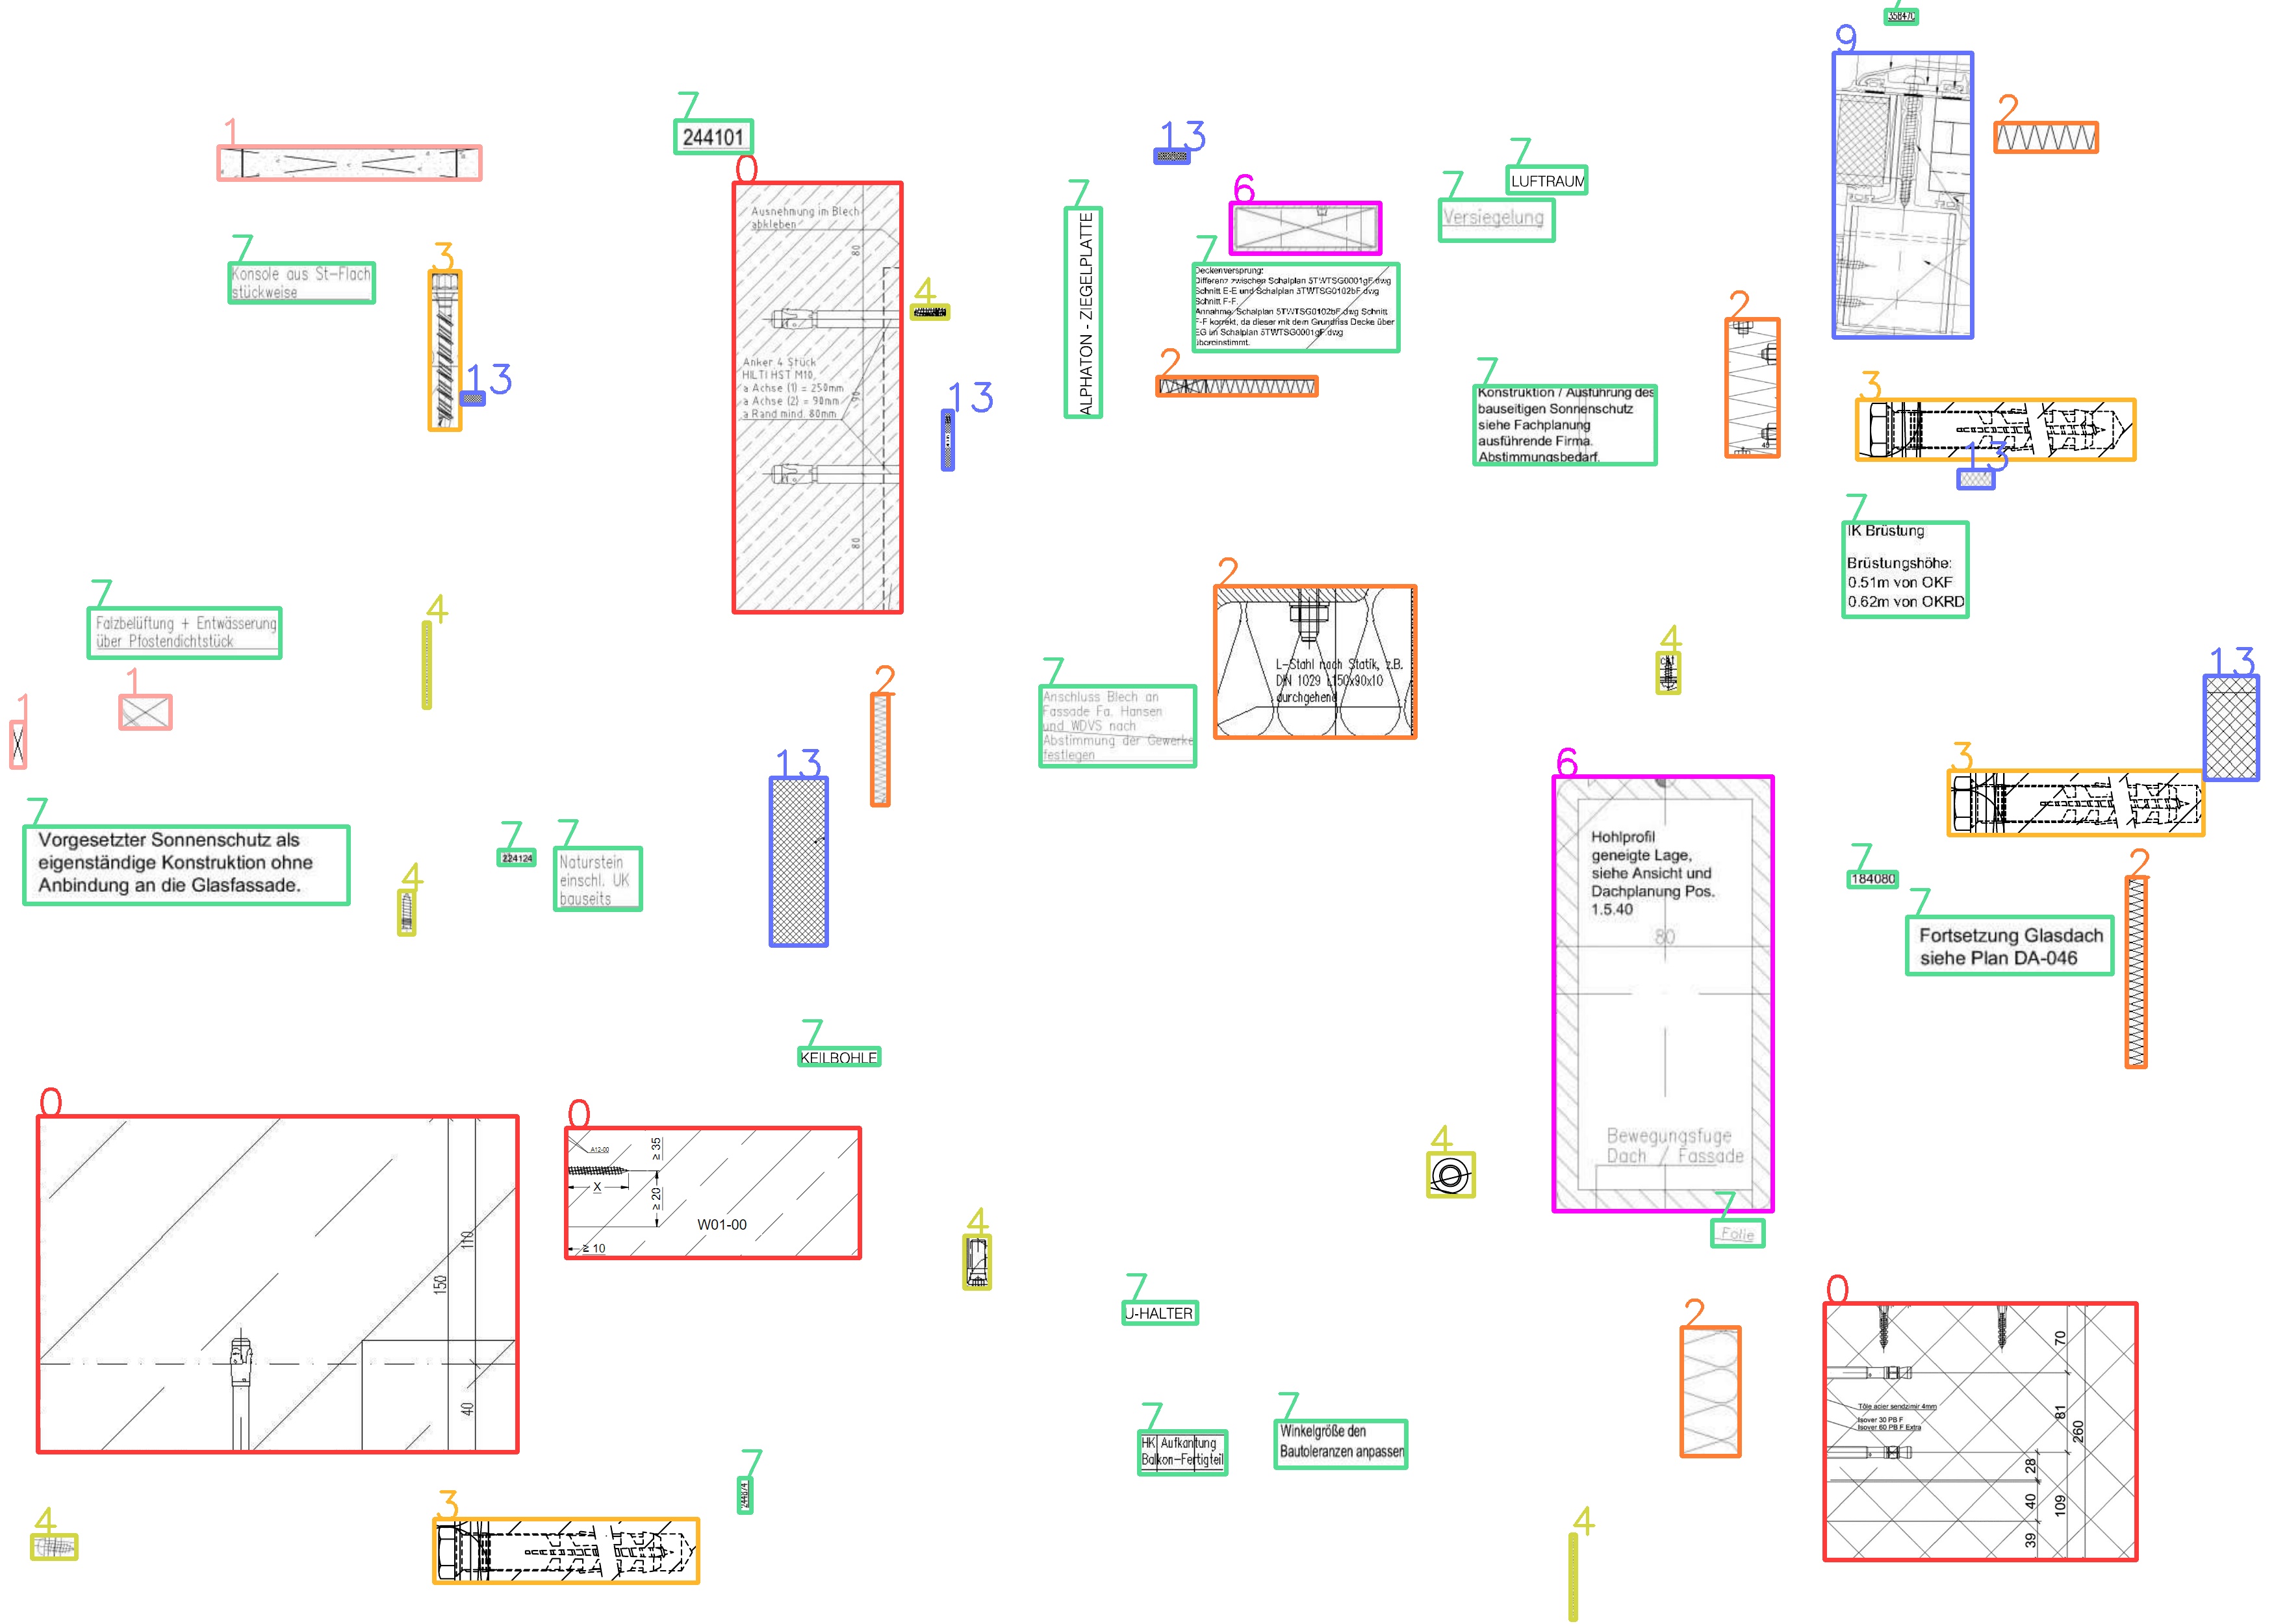 7
358470
9
1
7
244101
0
13
7
LUFTRAUM
2
7
Konsole aus St-Flach
stückweise
3
13
Ausnehmung im Blech
abkleben
80
Anker 4 Stück
HILTI HST M10,
a Achse (1) = 250mm
a Achse (2) = 90mm
a Rand mind. 80mm
90
80
4
13
7
ALPHATON - ZIEGELPLATTE
6
7
Versiegelung
7
Deckenversprung:
Differenz zwischen Schalplan 5TWTSG0001gF.dwg
Schnitt E-E und Schalplan 5TWTSG0102bF.dwg
Schnitt F-F.
Annahme: Schalplan 5TWTSG0102bF.dwg Schnitt
F-F korrekt, da dieser mit dem Grundriss Decke über
EG im Schalplan 5TWTSG0001gF.dwg
übereinstimmt.
2
2
7
Konstruktion / Ausführung des
bauseitigen Sonnenschutz
siehe Fachplanung
ausführende Firma.
Abstimmungsbedarf.
3
13
7
IK Brüstung
Brüstungshöhe:
0.51m von OKF
0.62m von OKRD
7
Falzbelüftung + Entwässerung
über Pfostendichtstück
4
1
1
2
13
7
Anschluss Blech an
Fassade Fa. Hansen
und WDVS nach
Abstimmung der Gewerke
festlegen
2
L-Stahl nach Statik, z.B.
DIN 1029 L150x90x10
durchgehend
4
13
3
7
Vorgesetzter Sonnenschutz als
eigenständige Konstruktion ohne
Anbindung an die Glasfassade.
4
7
224124
7
Naturstein
einschl. UK
bauseits
6
Hohlprofil
geneigte Lage,
siehe Ansicht und
Dachplanung Pos.
1.5.40
80
Bewegungsfuge
Dach / Fassade
7
184080
7
Fortsetzung Glasdach
siehe Plan DA-046
2
7
KEILBOHLE
0
110
150
40
0
A12-00
≥ 35
X
≥ 20
W01-00
≥ 10
4
4
7
Folie
7
U-HALTER
2
0
70
Tôle acier sendzimir 4mm
Isover 30 PB F
Isover 60 PB F Extra
81
260
28
40
109
39
7
HK Aufkantung
Balkon-Fertigteil
7
Winkelgröße den
Bautoleranzen anpassen
4
3
7
4